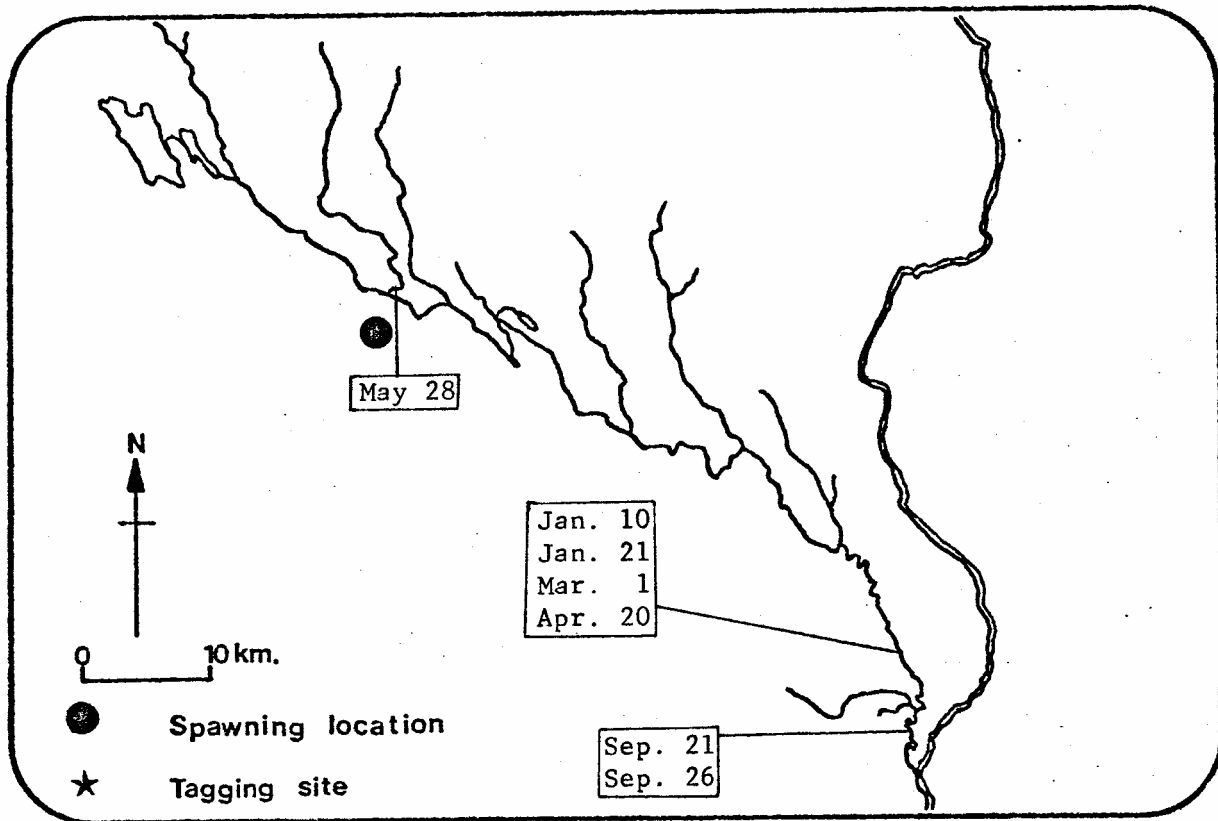 May 28
N
Jan. 10
Jan. 21
Mar. 1
Apr. 20
0 10 km.
Spawning location
Sep. 21
Sep. 26
Tagging site